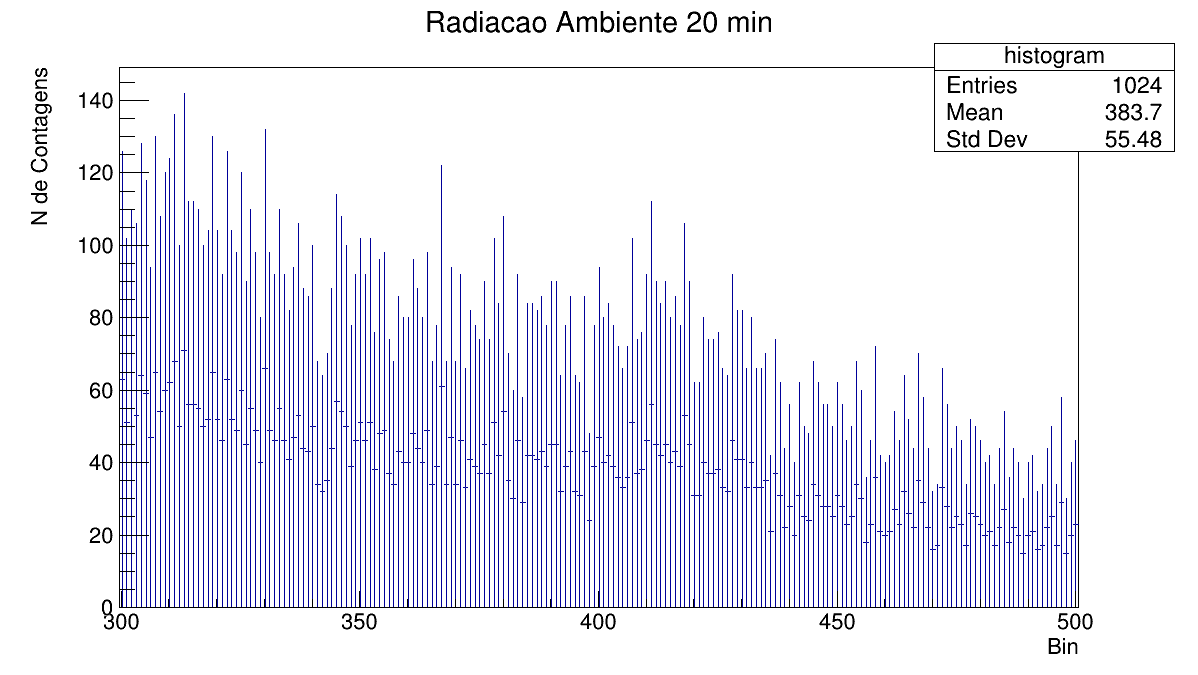 Radiacao Ambiente 20 min
histogram
Entries 1024
Mean 383.7
Std Dev 55.48
N de Contagens
140
120
100
80
60
40
20
0
300 350 400 450 500
Bin